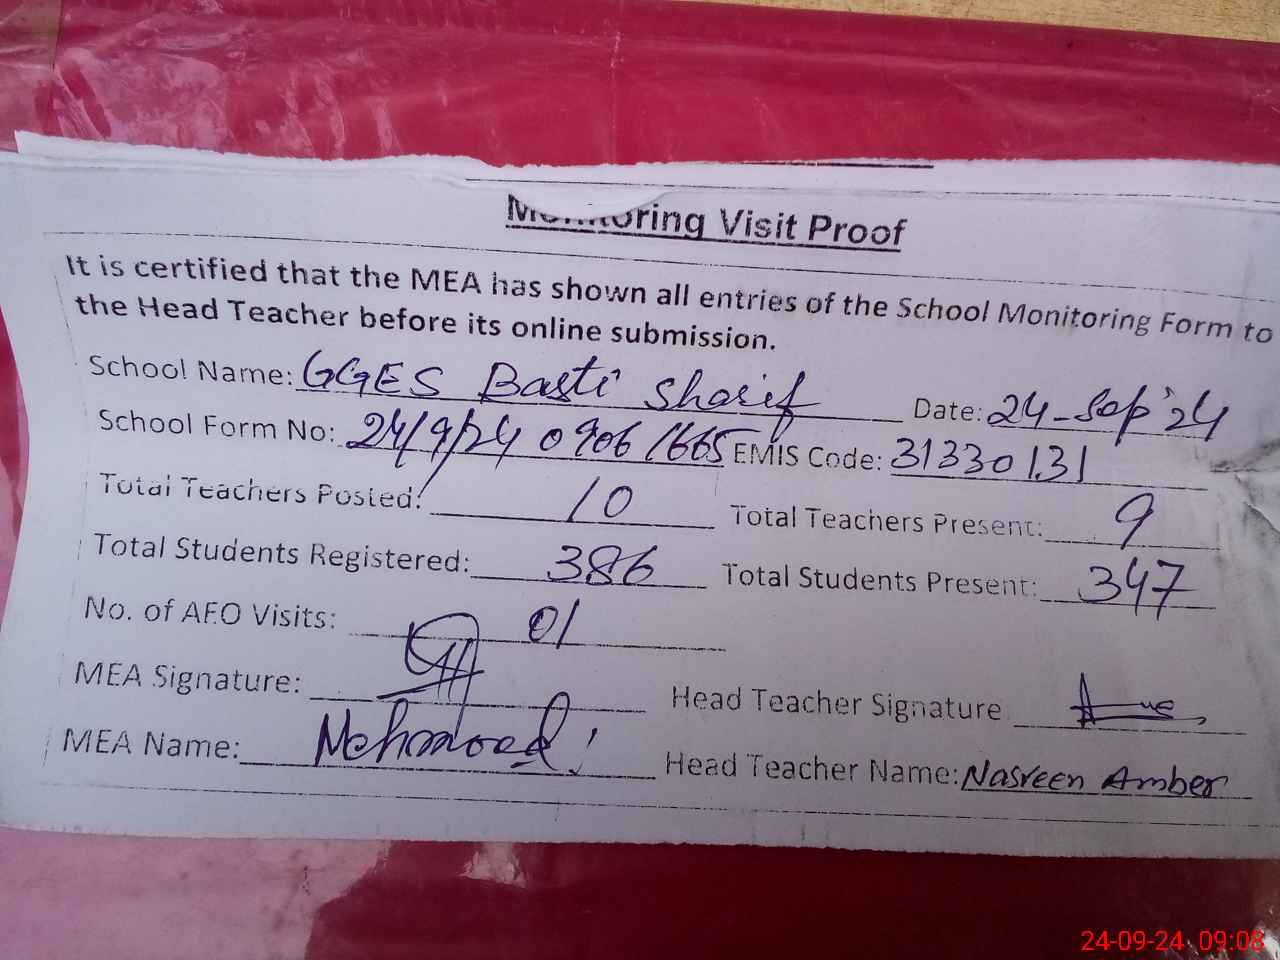 Monitoring Visit Proof
It is certified that the MEA has shown all entries of the School Monitoring Form to
the Head Teacher before its online submission.
School Name: GGES Basti Sharif Date: 24-Sep'24
School Form No: 24/9/24 09061665 EMIS Code: 31330131
Total Teachers Posted: 10 Total Teachers Present: 9
Total Students Registered: 386 Total Students Present: 347
No. of AEO Visits: 01
MEA Signature: Head Teacher Signature
MEA Name: Mehmood Head Teacher Name: Nasreen Amber
24-09-24 09:08